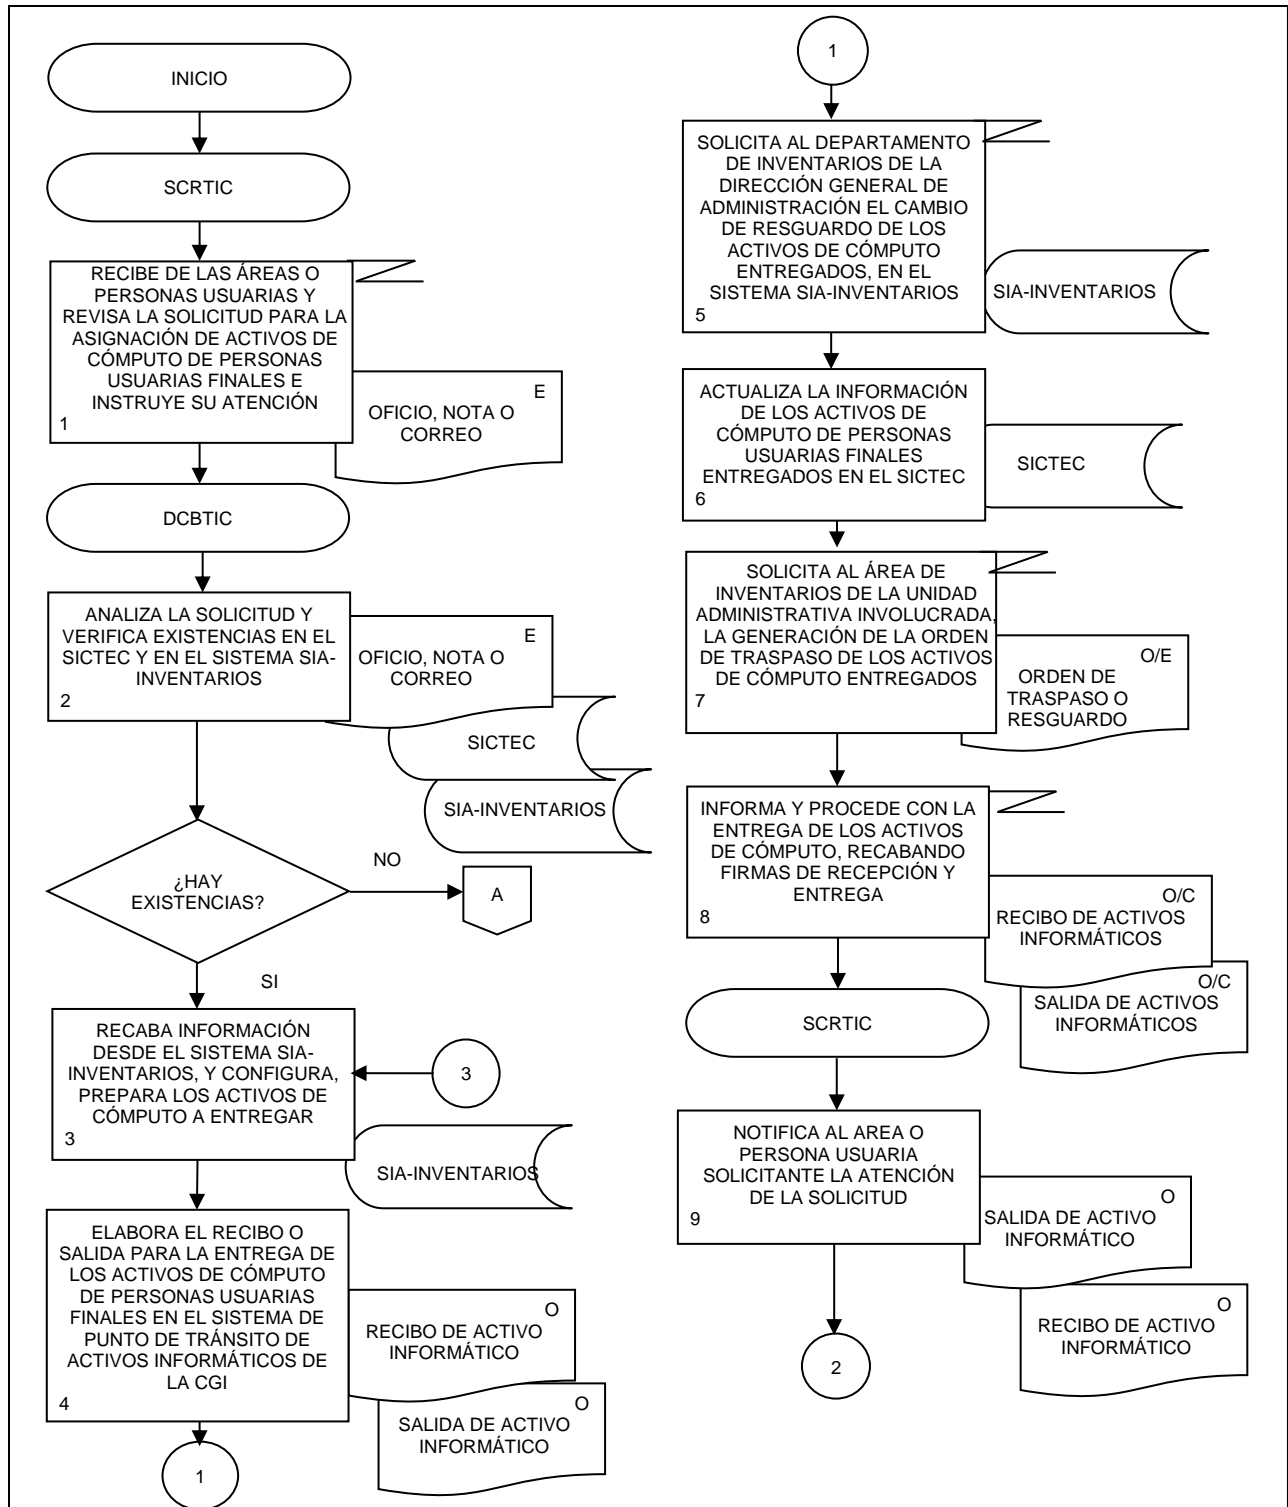 INICIO
SCRTIC
RECIBE DE LAS ÁREAS O
PERSONAS USUARIAS Y
REVISA LA SOLICITUD PARA LA
ASIGNACIÓN DE ACTIVOS DE
CÓMPUTO DE PERSONAS
USUARIAS FINALES E
INSTRUYE SU ATENCIÓN
1
E
OFICIO, NOTA O
CORREO
DCBTIC
ANALIZA LA SOLICITUD Y
VERIFICA EXISTENCIAS EN EL
SICTEC Y EN EL SISTEMA SIA-
INVENTARIOS
2
E
OFICIO, NOTA O
CORREO
SICTEC
SIA-INVENTARIOS
¿HAY
EXISTENCIAS?
NO
A
SI
RECABA INFORMACIÓN
DESDE EL SISTEMA SIA-
INVENTARIOS, Y CONFIGURA,
PREPARA LOS ACTIVOS DE
CÓMPUTO A ENTREGAR
3
3
SIA-INVENTARIOS
ELABORA EL RECIBO O
SALIDA PARA LA ENTREGA DE
LOS ACTIVOS DE CÓMPUTO
DE PERSONAS USUARIAS
FINALES EN EL SISTEMA DE
PUNTO DE TRÁNSITO DE
ACTIVOS INFORMÁTICOS DE
LA CGI
4
O
RECIBO DE ACTIVO
INFORMÁTICO
O
SALIDA DE ACTIVO
INFORMÁTICO
1
1
SOLICITA AL DEPARTAMENTO
DE INVENTARIOS DE LA
DIRECCIÓN GENERAL DE
ADMINISTRACIÓN EL CAMBIO
DE RESGUARDO DE LOS
ACTIVOS DE CÓMPUTO
ENTREGADOS, EN EL
SISTEMA SIA-INVENTARIOS
5
SIA-INVENTARIOS
ACTUALIZA LA INFORMACIÓN
DE LOS ACTIVOS DE
CÓMPUTO DE PERSONAS
USUARIAS FINALES
ENTREGADOS EN EL SICTEC
6
SICTEC
SOLICITA AL ÁREA DE
INVENTARIOS DE LA UNIDAD
ADMINISTRATIVA INVOLUCRADA,
LA GENERACIÓN DE LA ORDEN
DE TRASPASO DE LOS ACTIVOS
DE CÓMPUTO ENTREGADOS
7
O/E
ORDEN DE
TRASPASO O
RESGUARDO
INFORMA Y PROCEDE CON LA
ENTREGA DE LOS ACTIVOS
DE CÓMPUTO, RECABANDO
FIRMAS DE RECEPCIÓN Y
ENTREGA
8
O/C
RECIBO DE ACTIVOS
INFORMÁTICOS
O/C
SALIDA DE ACTIVOS
INFORMÁTICOS
SCRTIC
NOTIFICA AL AREA O
PERSONA USUARIA
SOLICITANTE LA ATENCIÓN
DE LA SOLICITUD
9
O
SALIDA DE ACTIVO
INFORMÁTICO
O
RECIBO DE ACTIVO
INFORMÁTICO
2